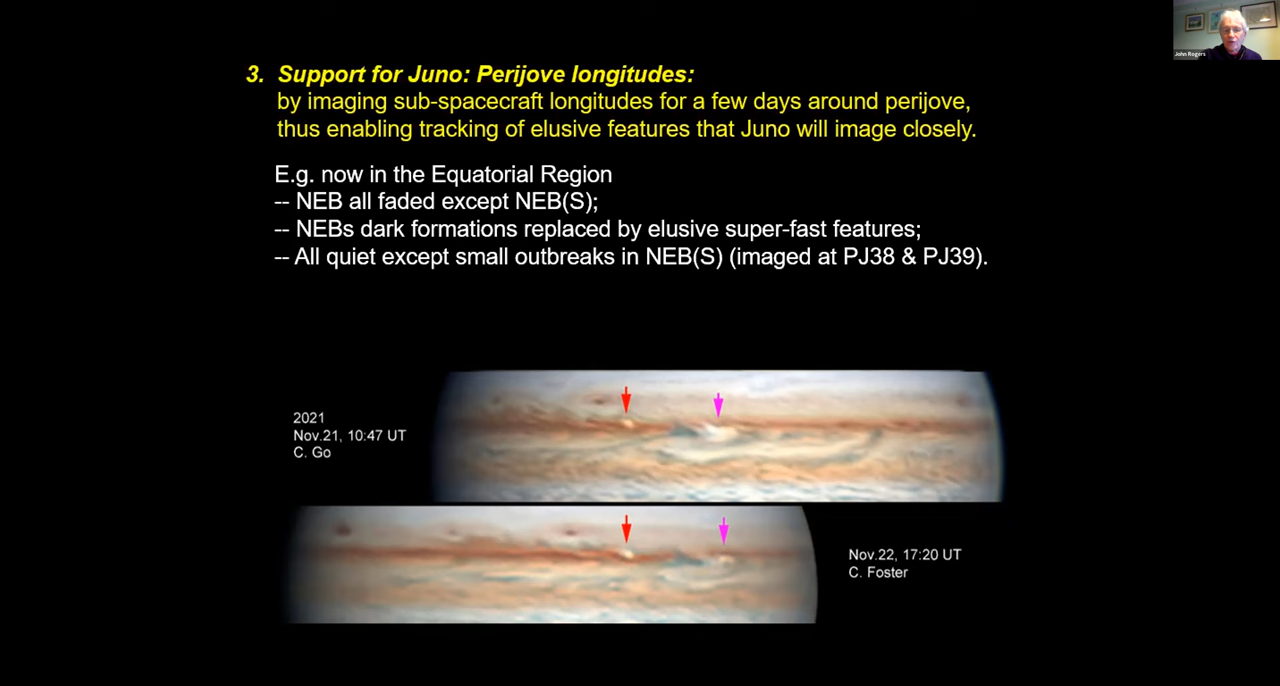 John Rogers
3. Support for Juno: Perijove longitudes:
by imaging sub-spacecraft longitudes for a few days around perijove,
thus enabling tracking of elusive features that Juno will image closely.
E.g. now in the Equatorial Region
-- NEB all faded except NEB(S);
-- NEBs dark formations replaced by elusive super-fast features;
-- All quiet except small outbreaks in NEB(S) (imaged at PJ38 & PJ39).
2021
Nov.21, 10:47 UT
C. Go
Nov.22, 17:20 UT
C. Foster